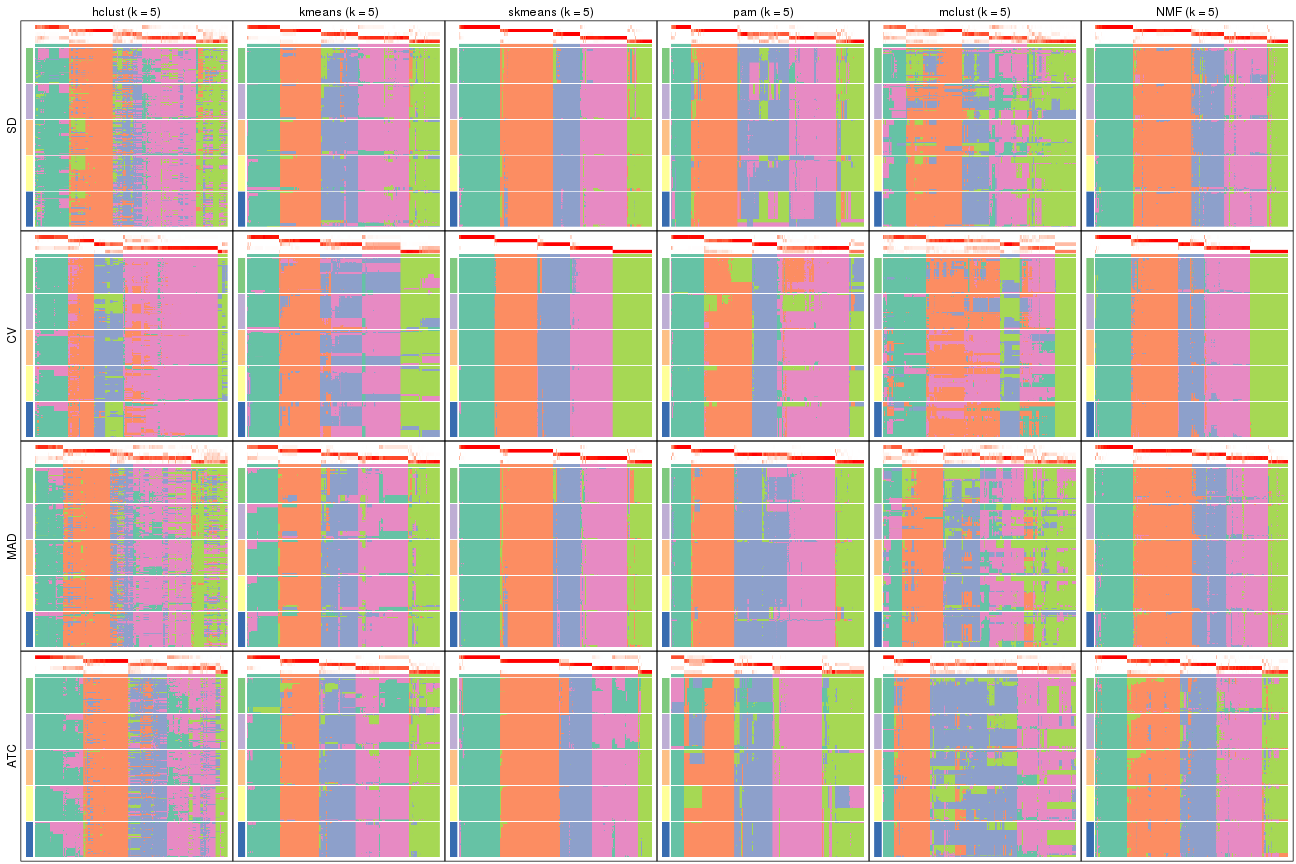 hclust (k = 5) kmeans (k = 5) skmeans (k = 5) pam (k = 5) mclust (k = 5) NMF (k = 5)
SD
CV
MAD
ATC